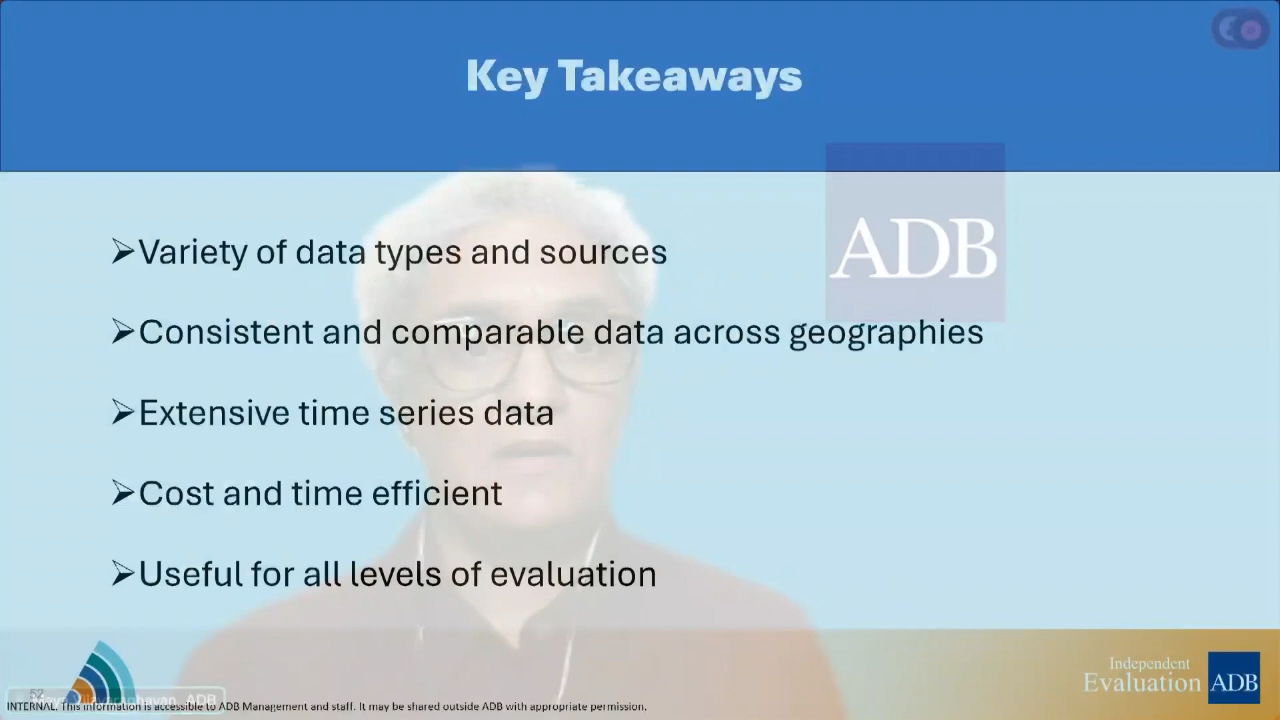 Key Takeaways
ADB
➢Variety of data types and sources
➢Consistent and comparable data across geographies
➢Extensive time series data
➢Cost and time efficient
➢Useful for all levels of evaluation
Independent
Evaluation ADB
ADB
INTERNAL. This information is accessible to ADB Management and staff. It may be shared outside ADB with appropriate permission.